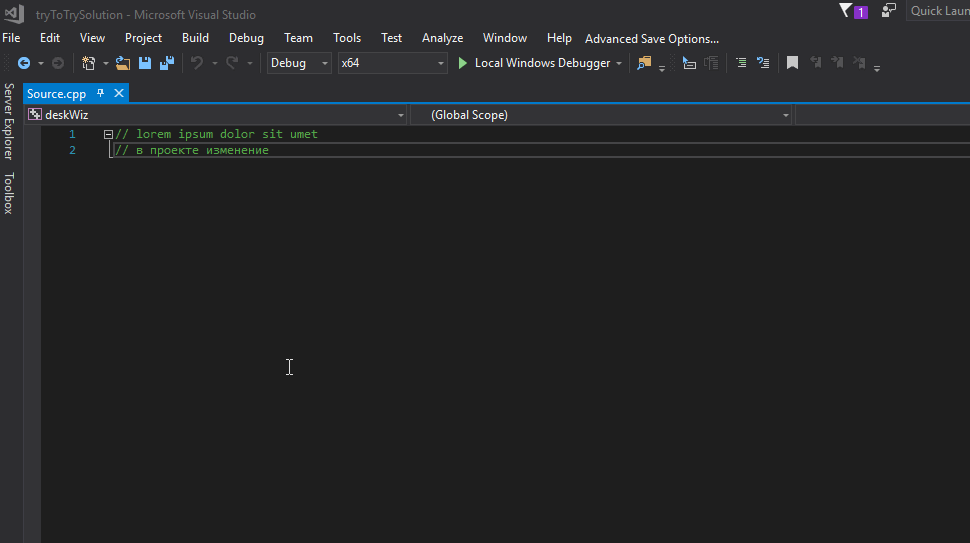 tryToTrySolution - Microsoft Visual Studio
1
Quick Laun
File Edit View Project Build Debug Team Tools Test Analyze Window Help Advanced Save Options...
Debug x64 Local Windows Debugger
Server Explorer
Toolbox
Source.cpp
deskWiz (Global Scope)
1 // lorem ipsum dolor sit umet
2 // в проекте изменение